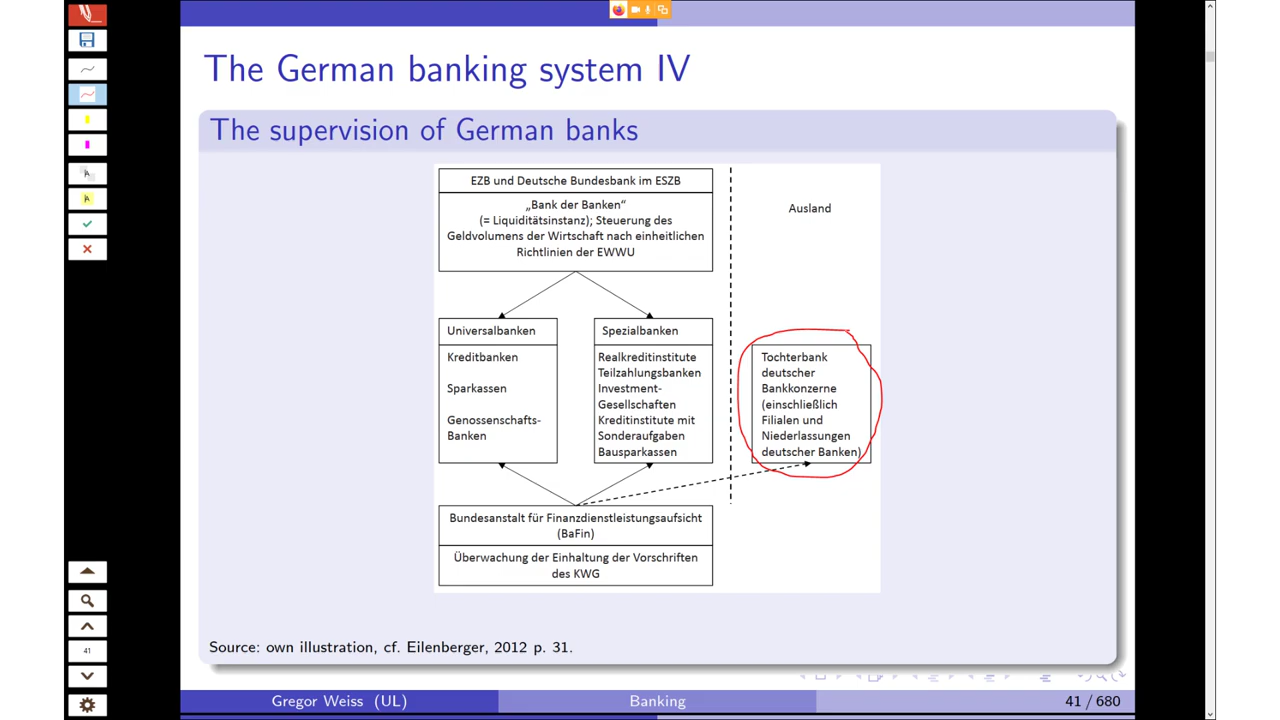 The German banking system IV
The supervision of German banks
EZB und Deutsche Bundesbank im ESZB
„Bank der Banken“
(= Liquiditätsinstanz); Steuerung des
Geldvolumens der Wirtschaft nach einheitlichen
Richtlinien der EWWU
Ausland
Universalbanken
Kreditbanken
Sparkassen
Genossenschafts-
Banken
Spezialbanken
Realkreditinstitute
Teilzahlungsbanken
Investment-
Gesellschaften
Kreditinstitute mit
Sonderaufgaben
Bausparkassen
Tochterbank
deutscher
Bankkonzerne
(einschließlich
Filialen und
Niederlassungen
deutscher Banken)
Bundesanstalt für Finanzdienstleistungsaufsicht
(BaFin)
Überwachung der Einhaltung der Vorschriften
des KWG
Source: own illustration, cf. Eilenberger, 2012 p. 31.
41
Gregor Weiss (UL)
Banking
41 / 680